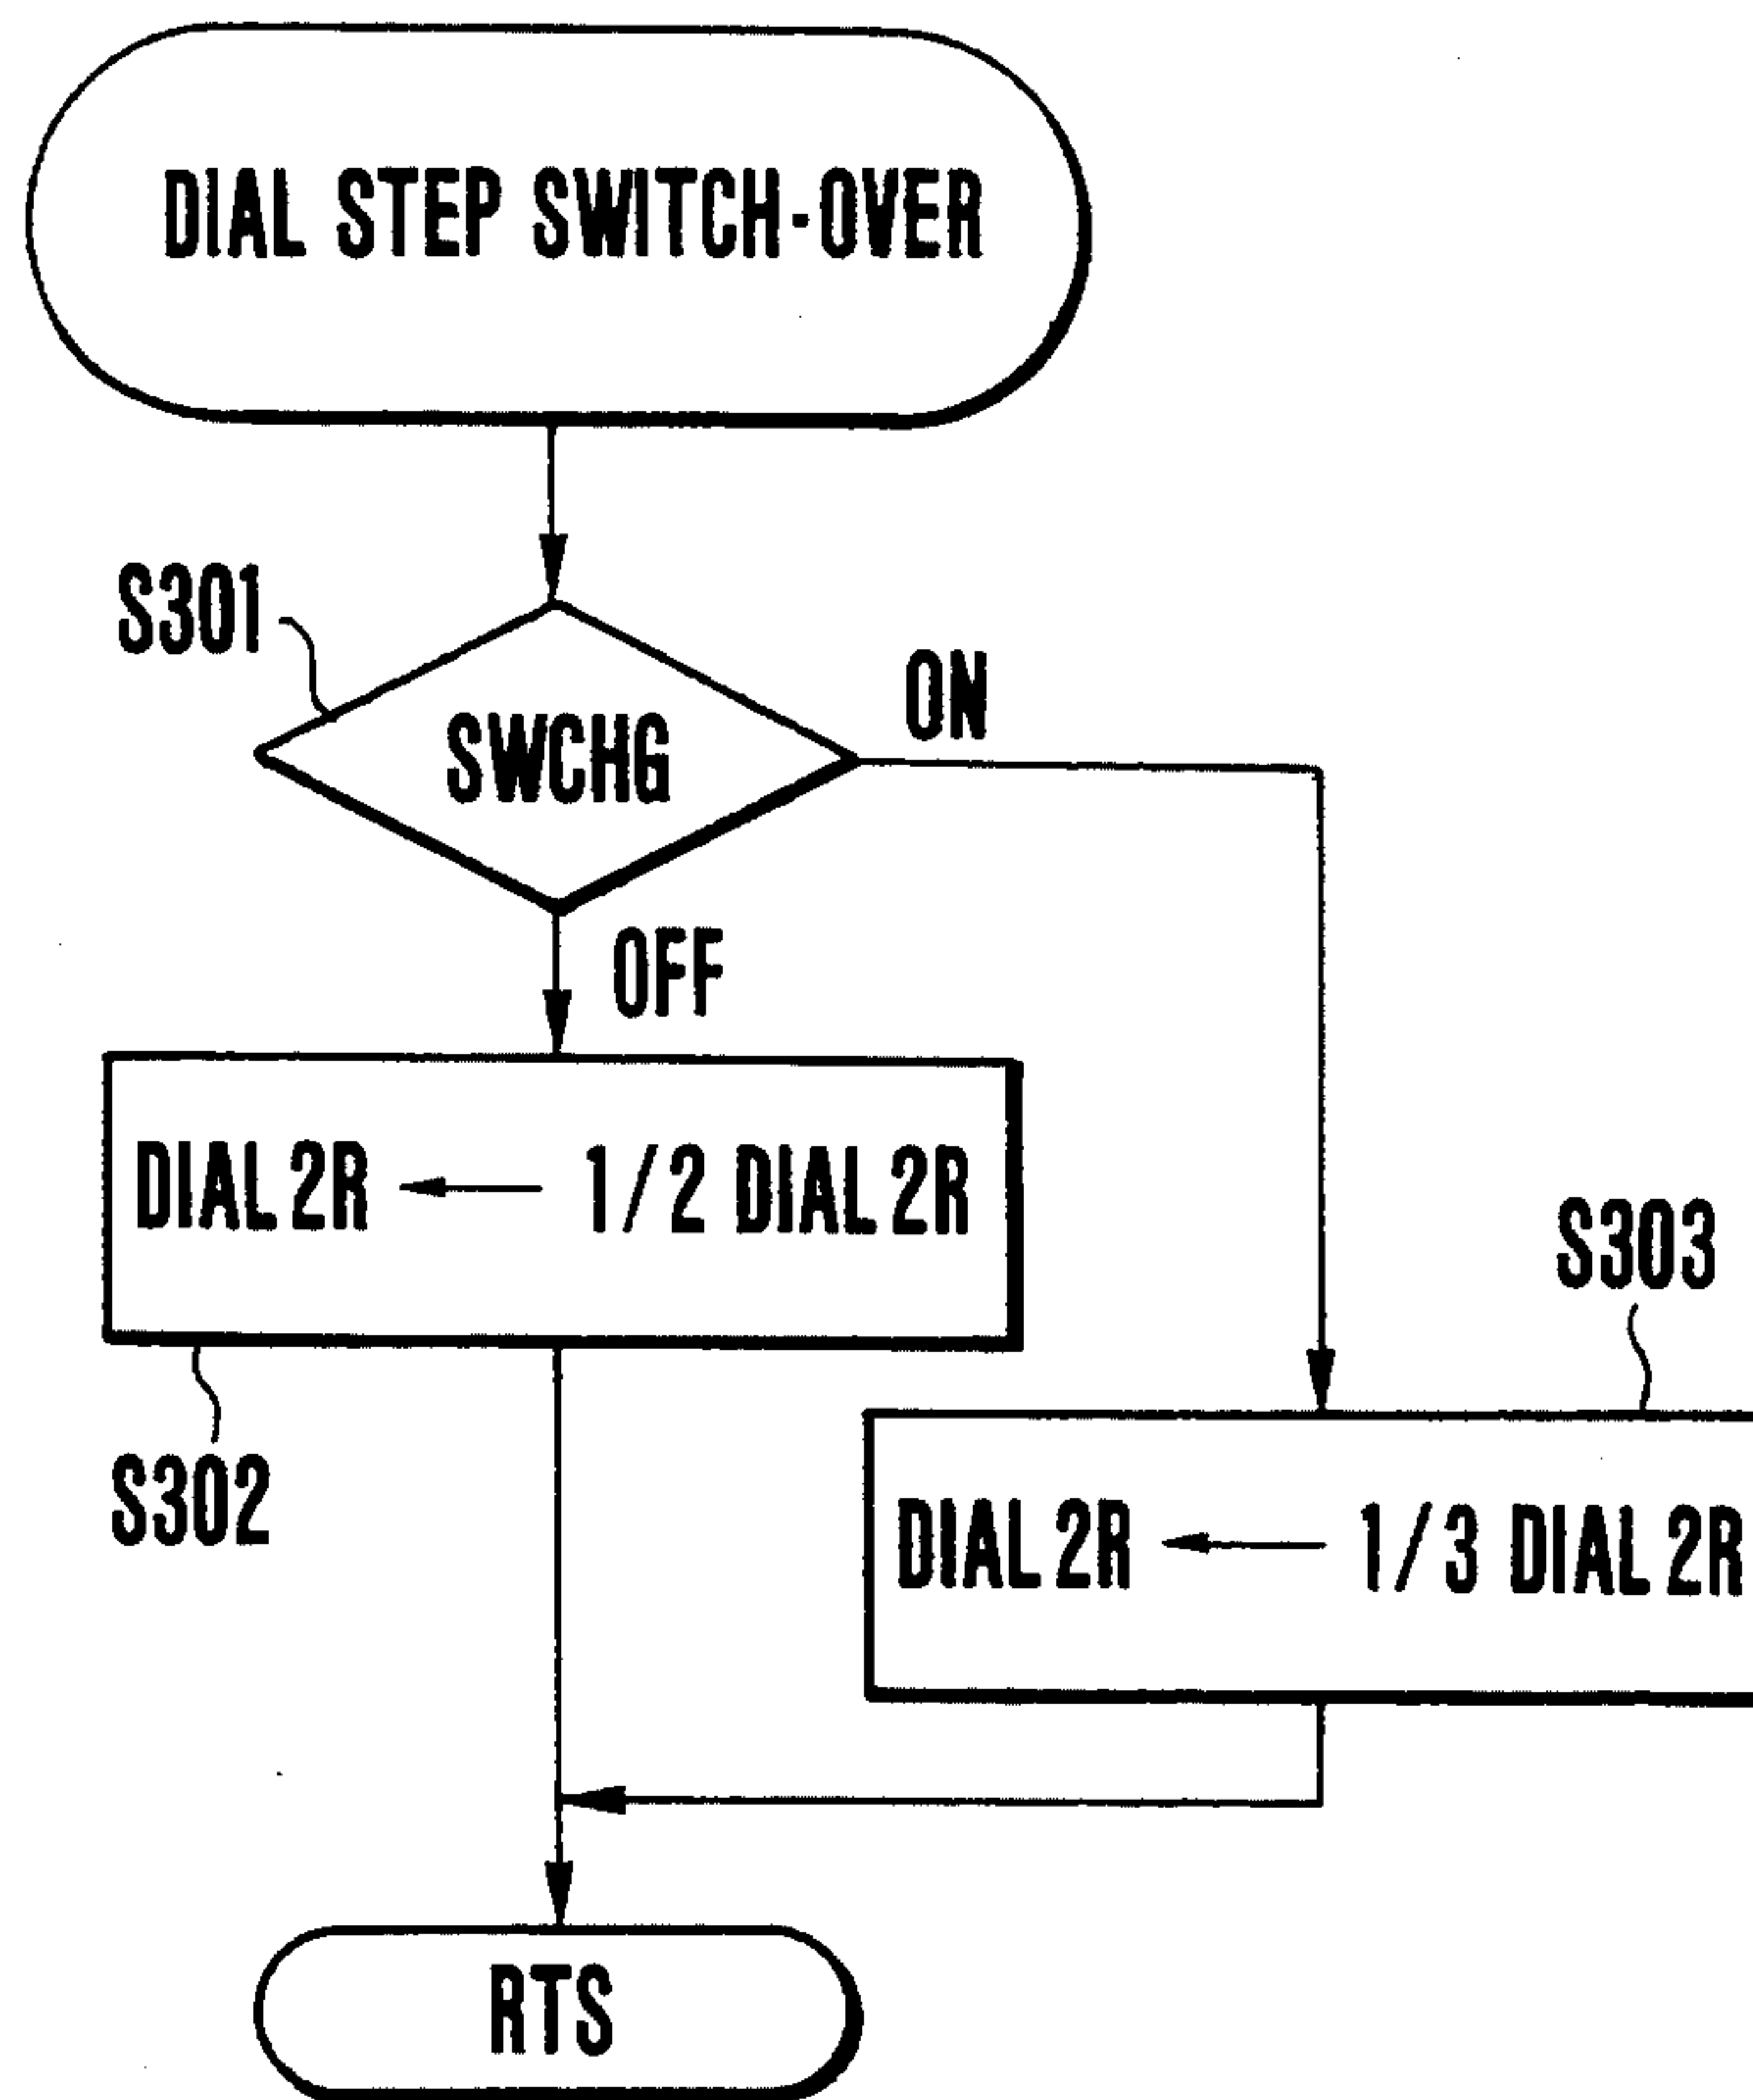 DIAL STEP SWITCH-OVER
S301
ON
SWCHG
OFF
DIAL 2R ← 1/2 DIAL 2R
S302
S303
DIAL 2R ← 1/3 DIAL 2R
RTS